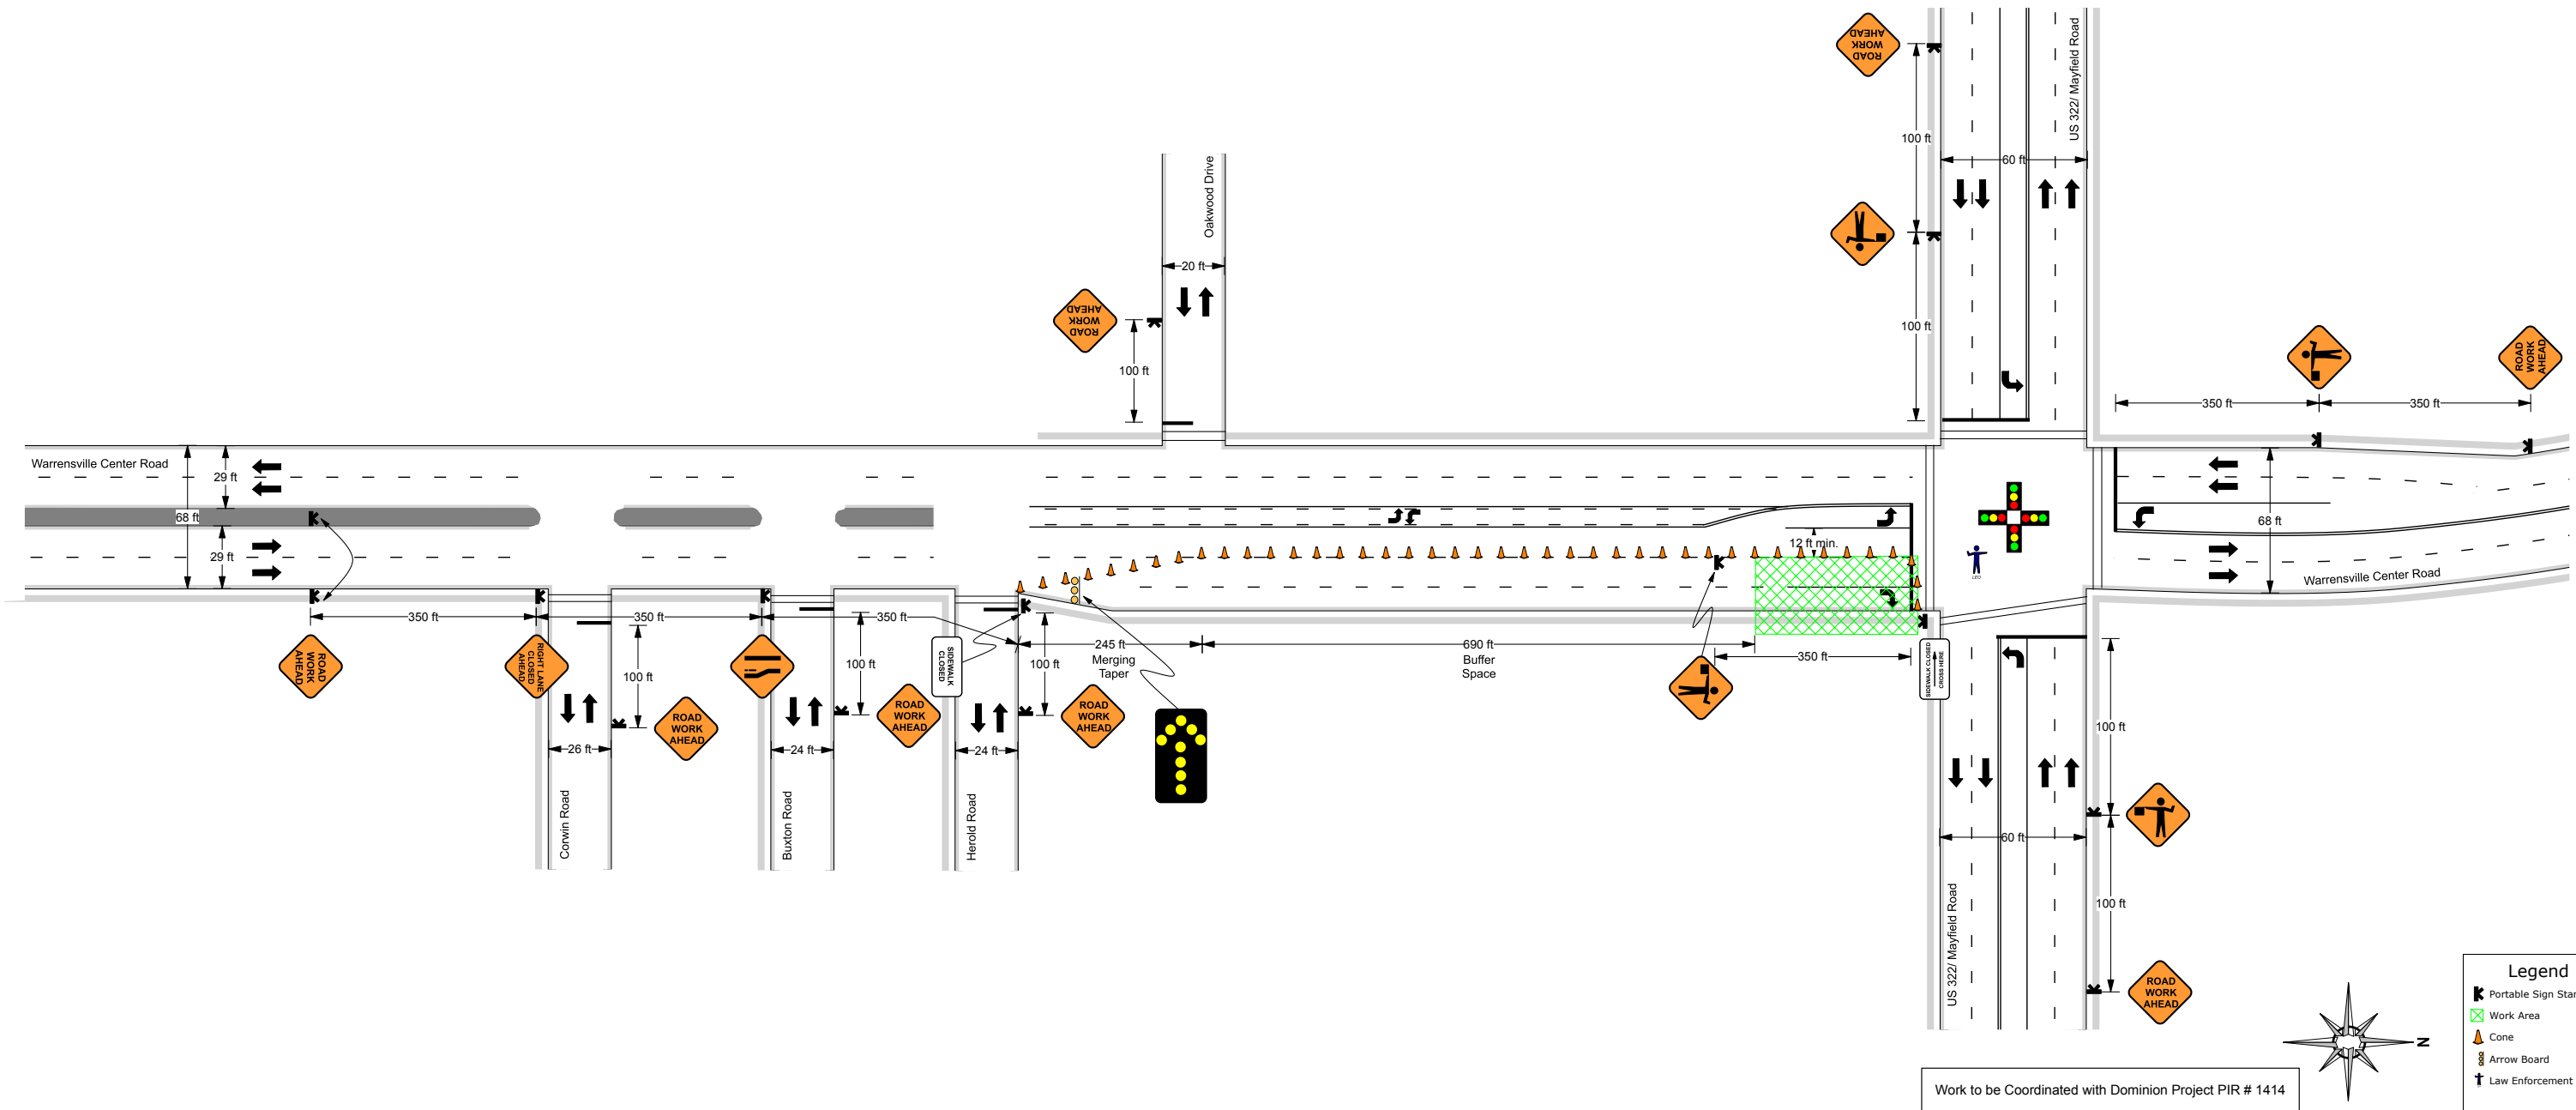 ROAD
WORK
AHEAD
US 322/ Mayfield Road
100 ft
60 ft
Oakwood Drive
20 ft
ROAD
WORK
AHEAD
100 ft
100 ft
ROAD
WORK
AHEAD
350 ft
350 ft
Warrensville Center Road
29 ft
68 ft
29 ft
12 ft min.
68 ft
Warrensville Center Road
LEO
350 ft
350 ft
350 ft
245 ft
Merging
Taper
690 ft
Buffer
Space
350 ft
ROAD
WORK
AHEAD
RIGHT LANE
CLOSED
AHEAD
100 ft
ROAD
WORK
AHEAD
26 ft
Corwin Road
100 ft
ROAD
WORK
AHEAD
24 ft
Buxton Road
SIDEWALK
CLOSED
100 ft
ROAD
WORK
AHEAD
24 ft
Herold Road
SIDEWALK CLOSED
CROSS HERE
100 ft
60 ft
100 ft
US 322/ Mayfield Road
ROAD
WORK
AHEAD
N
Legend
Portable Sign Stan
Work Area
Cone
Arrow Board
Law Enforcement
Work to be Coordinated with Dominion Project PIR # 1414